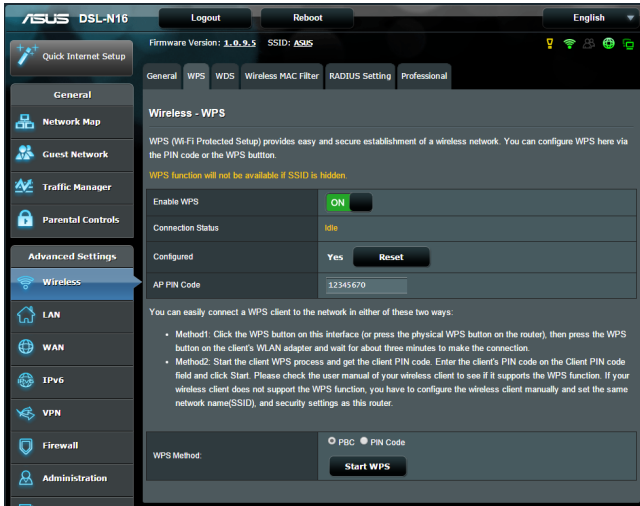 ASUS DSL-N16
Logout
Reboot
English
Firmware Version: 1.0.9.5 SSID: ASUS
Quick Internet Setup
General
Network Map
Guest Network
Traffic Manager
Parental Controls
Advanced Settings
Wireless
LAN
WAN
IPv6
VPN
Firewall
Administration
General WPS WDS Wireless MAC Filter RADIUS Setting Professional
Wireless - WPS
WPS (Wi-Fi Protected Setup) provides easy and secure establishment of a wireless network. You can configure WPS here via
the PIN code or the WPS buttton.
WPS function will not be available if SSID is hidden.
Enable WPS ON
Connection Status Idle
Configured Yes Reset
AP PIN Code 12345670
You can easily connect a WPS client to the network in either of these two ways:
• Method1: Click the WPS button on this interface (or press the physical WPS button on the router), then press the WPS
button on the client's WLAN adapter and wait for about three minutes to make the connection.
• Method2: Start the client WPS process and get the client PIN code. Enter the client's PIN code on the Client PIN code
field and click Start. Please check the user manual of your wireless client to see if it supports the WPS function. If your
wireless client does not support the WPS function, you have to configure the wireless client manually and set the same
network name(SSID), and security settings as this router.
WPS Method: PBC PIN Code
Start WPS